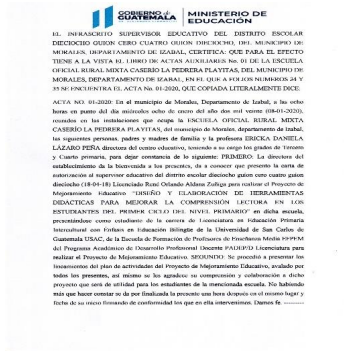 GOBIERNO de GUATEMALA MINISTERIO DE EDUCACIÓN
EL INFRASCRITO SUPERVISOR EDUCATIVO DEL DISTRITO ESCOLAR
DIECIOCHO GUION CERO CUATRO GUION DIECIOCHO, DEL MUNICIPIO DE
MORALES, DEPARTAMENTO DE IZABAL, CERTIFICA: QUE PARA EL EFECTO
TIENE A LA VISTA EL LIBRO DE ACTAS AUXILIARES No. 01 DE LA ESCUELA
OFICIAL RURAL MIXTA CASERÍO LA PEDRERA PLAYITAS, DEL MUNICIPIO DE
MORALES, DEPARTAMENTO DE IZABAL, EN EL QUE A FOLIOS NUMEROS 34 Y
35 SE ENCUENTRA EL ACTA No. 01-2020, QUE COPIADA LITERALMENTE DICE:
ACTA NO. 01-2020: En el municipio de Morales, Departamento de Izabal, a las ocho
horas en punto del día miércoles ocho de enero del año dos mil veinte (08-01-2020),
reunidos en las instalaciones que ocupa la ESCUELA OFICIAL RURAL MIXTA
CASERÍO LA PEDRERA PLAYITAS, del municipio de Morales, departamento de Izabal,
las siguientes personas, padres y madres de familia y la profesora ERICKA DANIELA
LÁZARO PEÑA directora del centro educativo, teniendo a su cargo los grados de Tercero
y Cuarto primaria, para dejar constancia de lo siguiente: PRIMERO: La directora del
establecimiento da la bienvenida a los presentes, da a conocer que presento la carta de
autorización al supervisor educativo del distrito escolar dieciocho guion cero cuatro guion
dieciocho (18-04-18) Licenciado René Orlando Aldana Zuñiga para realizar el Proyecto de
Mejoramiento Educativo "DISEÑO Y ELABORACIÓN DE HERRAMIENTAS
DIDACTICAS PARA MEJORAR LA COMPRENSIÓN LECTORA EN LOS
ESTUDIANTES DEL PRIMER CICLO DEL NIVEL PRIMARIO" en dicha escuela,
presentándose como estudiante de la carrera de Licenciatura en Educación Primaria
Intercultural con Énfasis en Educación Bilingüe de la Universidad de San Carlos de
Guatemala USAC, de la Escuela de Formación de Profesores de Enseñanza Media EFPEM
del Programa Académico de Desarrollo Profesional Docente PADEP/D Licenciatura para
realizar el Proyecto de Mejoramiento Educativo. SEGUNDO: Se procedió a presentar los
lineamientos del plan de actividades del Proyecto de Mejoramiento Educativo, avalado por
todos los presentes, así mismo se les agradece su comprensión y colaboración a dicho
proyecto que será de utilidad para los estudiantes de la mencionada escuela. No habiendo
más que hacer constar se da por finalizada la presente una hora después en el mismo lugar y
fecha de su inicio firmando de conformidad los que en ella intervenimos. Damos fe. ----------